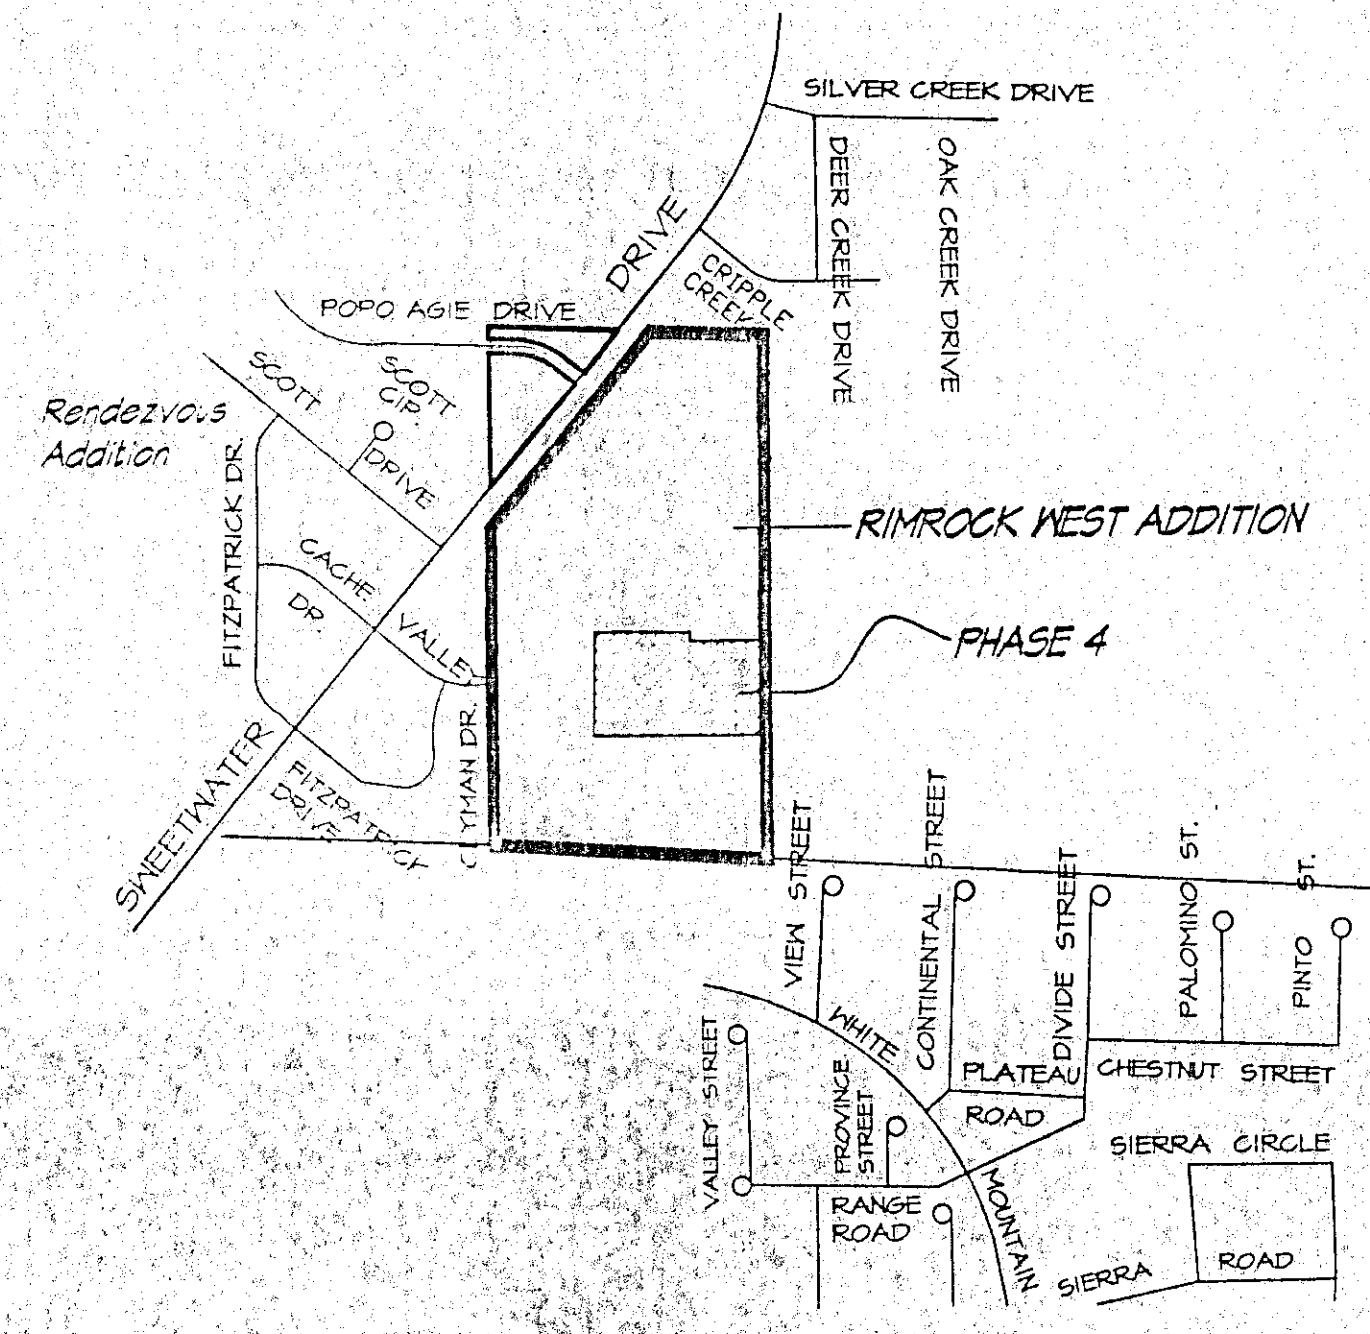 SILVER CREEK DRIVE
DEER CREEK DRIVE
OAK CREEK DRIVE
SWEETWATER DRIVE
CRIPPLE
CREEK
POPO AGIE DRIVE
SCOTT DRIVE
SCOTT
CIR.
Rendezvous
Addition
FITZPATRICK DR.
CACHE VALLEY
DR.
RIMROCK WEST ADDITION
PHASE 4
CLYMAN DR.
FITZPATRICK
DRIVE
VIEW STREET
CONTINENTAL STREET
DIVIDE STREET
PALOMINO ST.
PINTO ST.
WHITE MOUNTAIN
VALLEY STREET
PROVINCE
STREET
PLATEAU
ROAD
CHESTNUT STREET
SIERRA CIRCLE
RANGE
ROAD
SIERRA ROAD